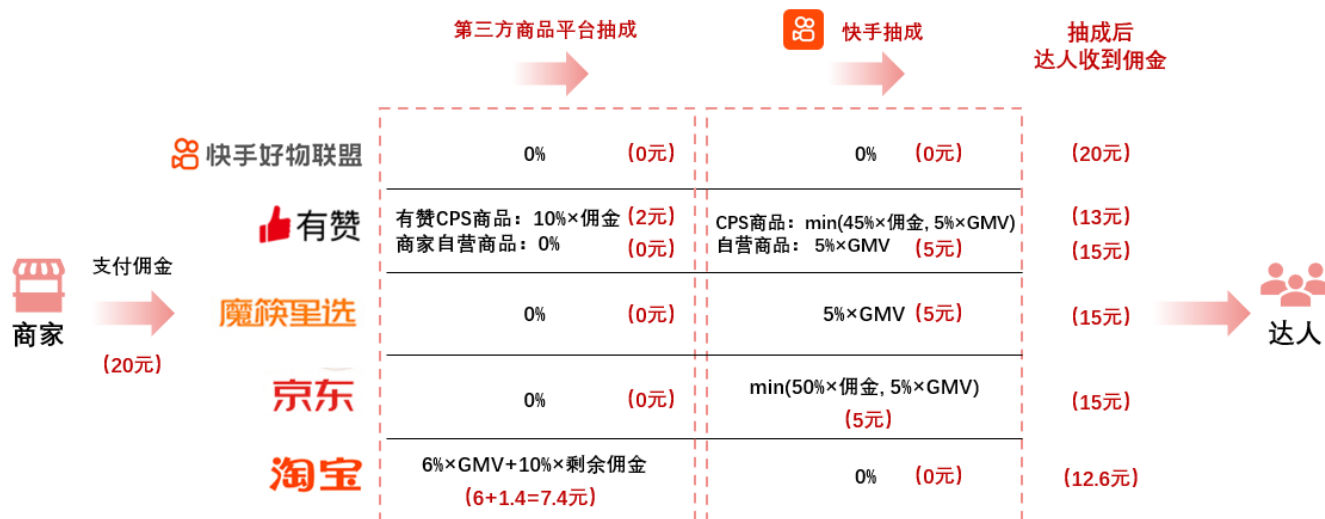 第三方商品平台抽成
快手抽成
抽成后
达人收到佣金
快手好物联盟
0% (0元)
0% (0元)
(20元)
有赞
有赞CPS商品：10%×佣金 (2元)
商家自营商品：0% (0元)
CPS商品：min(45%×佣金, 5%×GMV)
自营商品： 5%×GMV (5元)
(13元)
(15元)
商家
支付佣金
(20元)
魔筷星选
0% (0元)
5%×GMV (5元)
(15元)
达人
京东
0% (0元)
min(50%×佣金, 5%×GMV)
(5元)
(15元)
淘宝
6%×GMV+10%×剩余佣金
(6+1.4=7.4元)
0% (0元)
(12.6元)